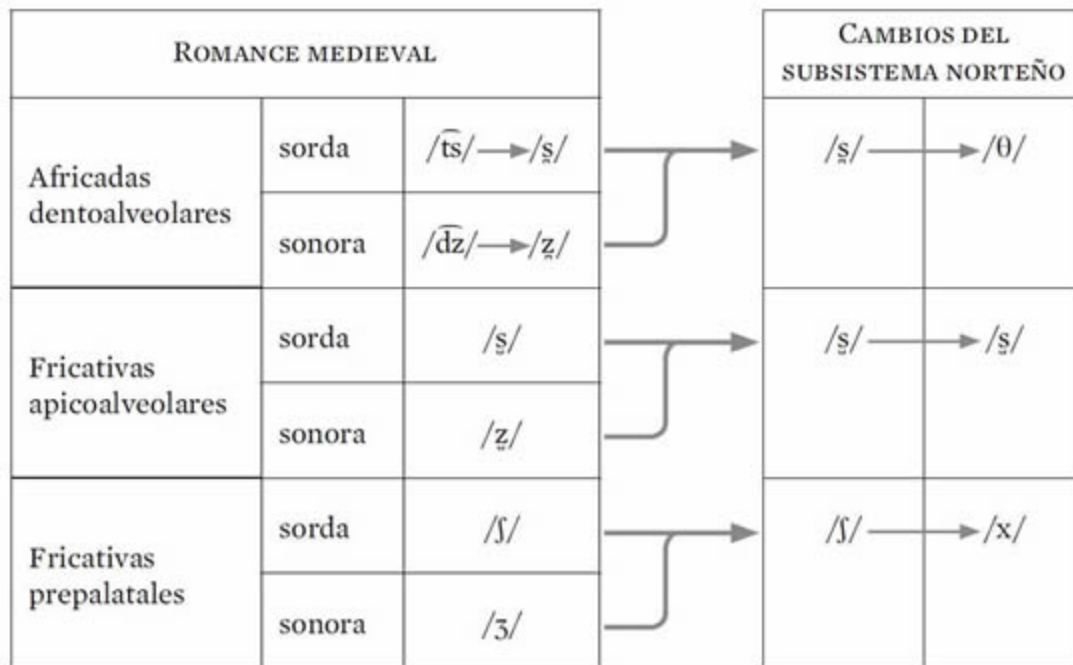 ROMANCE MEDIEVAL
CAMBIOS DEL
SUBSISTEMA NORTEÑO
Africadas
dentoalveolares
sorda
/t͡s/ → /s̪/
/s̪/ → /θ/
sonora
/d͡z/ → /z̪/
Fricativas
apicoalveolares
sorda
/s̺/
/s̺/ → /s̺/
sonora
/z̺/
Fricativas
prepalatales
sorda
/ʃ/
/ʃ/ → /x/
sonora
/ʒ/